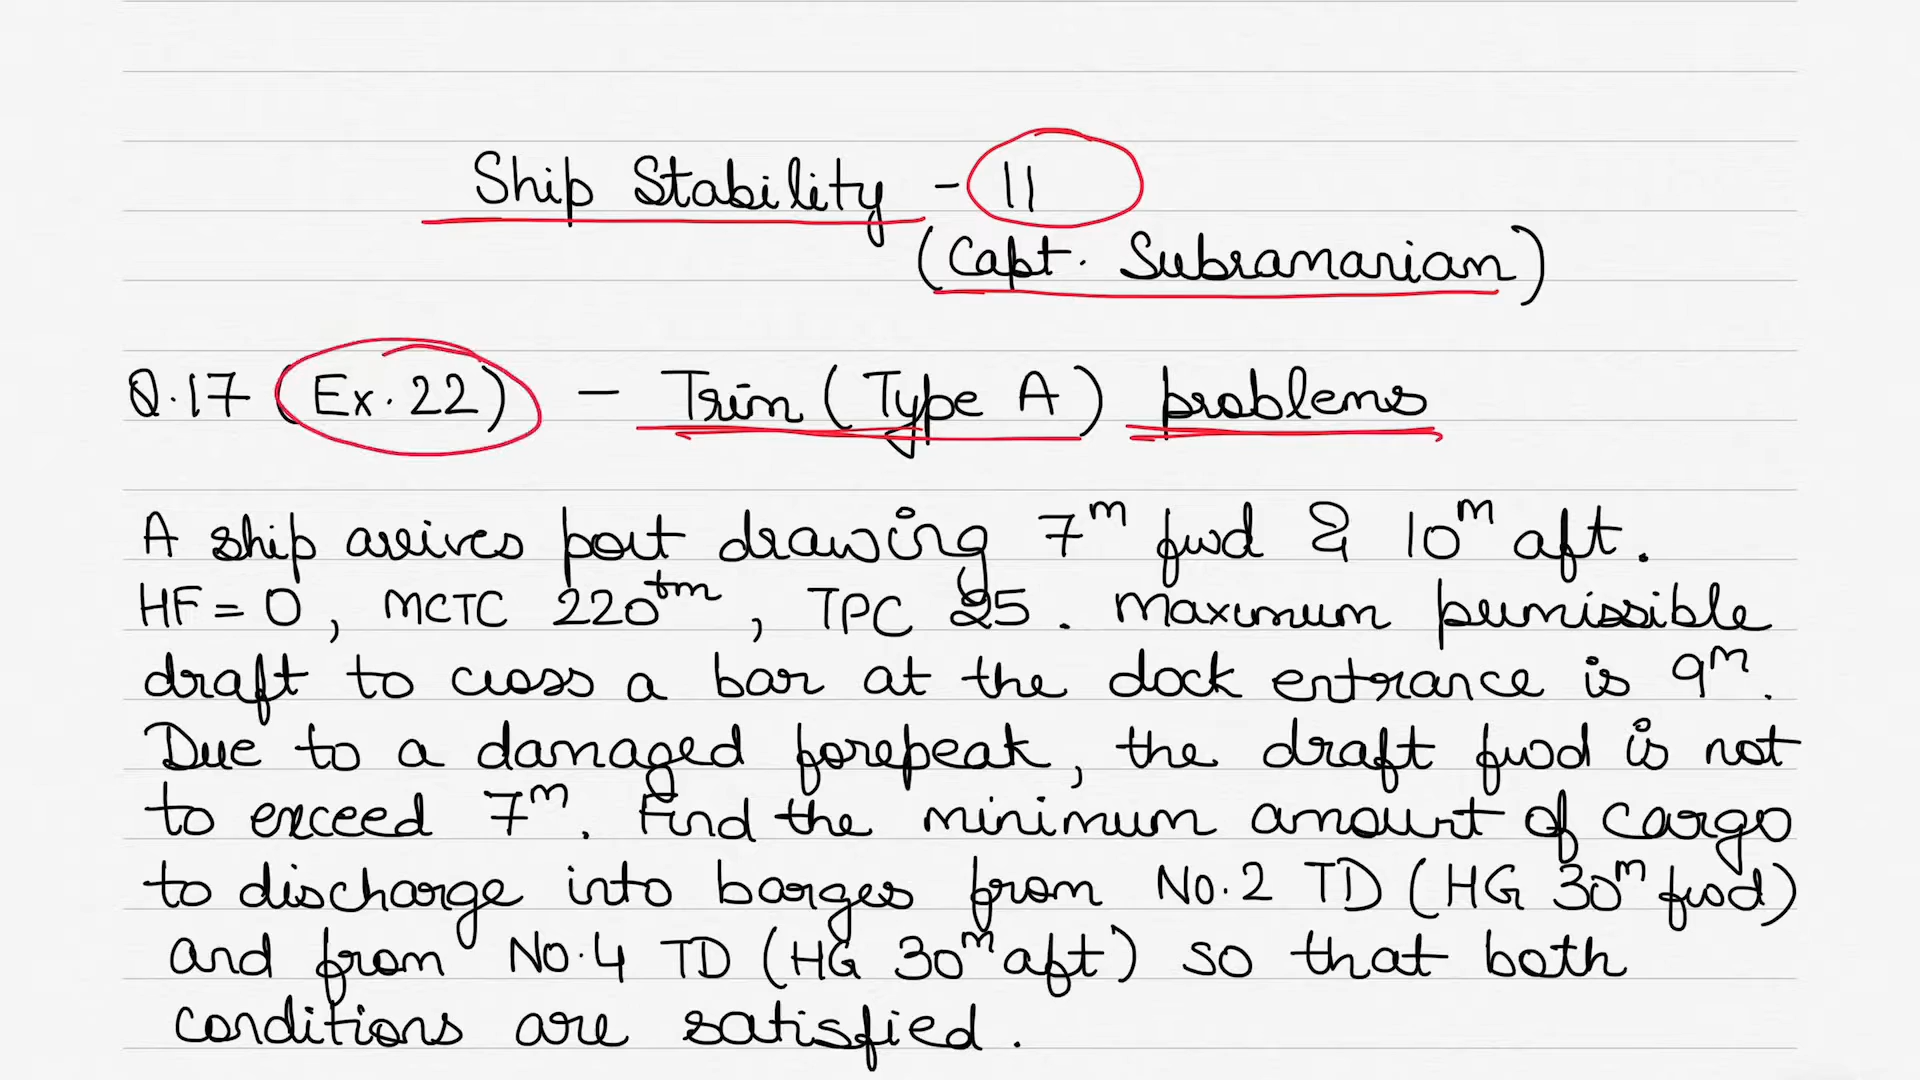 Ship Stability - 11
(Capt. Subramanian)
Q.17 (Ex.22) - Trim (Type A) problems
A ship arrives port drawing 7m fwd & 10m aft.
HF = 0, MCTC 220tm, TPC 25. Maximum permissible
draft to cross a bar at the dock entrance is 9m.
Due to a damaged forepeak, the draft fwd is not
to exceed 7m. Find the minimum amount of cargo
to discharge into barges from No.2 TD (HG 30m fwd)
and from No.4 TD (HG 30m aft) so that both
conditions are satisfied.